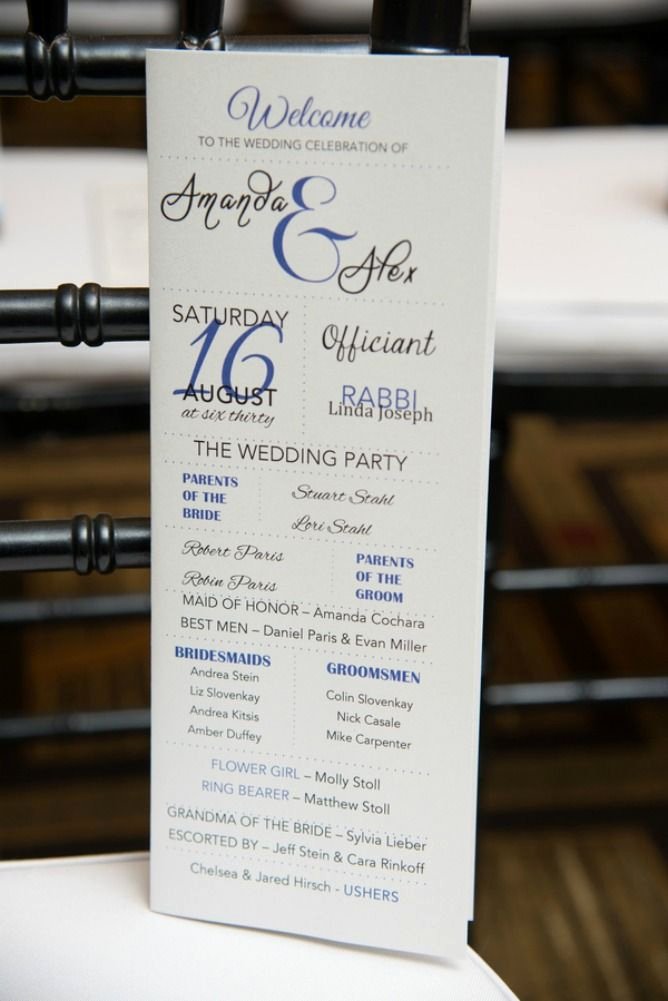 Welcome
TO THE WEDDING CELEBRATION OF
Amanda & Alex
SATURDAY
16
AUGUST
at six thirty
Officiant
RABBI
Linda Joseph
THE WEDDING PARTY
PARENTS
OF THE
BRIDE
Stuart Stahl
Lori Stahl
Robert Paris
Robin Paris
PARENTS
OF THE
GROOM
MAID OF HONOR – Amanda Cochara
BEST MEN – Daniel Paris & Evan Miller
BRIDESMAIDS
Andrea Stein
Liz Slovenkay
Andrea Kitsis
Amber Duffey
GROOMSMEN
Colin Slovenkay
Nick Casale
Mike Carpenter
FLOWER GIRL – Molly Stoll
RING BEARER – Matthew Stoll
GRANDMA OF THE BRIDE – Sylvia Lieber
ESCORTED BY – Jeff Stein & Cara Rinkoff
Chelsea & Jared Hirsch - USHERS